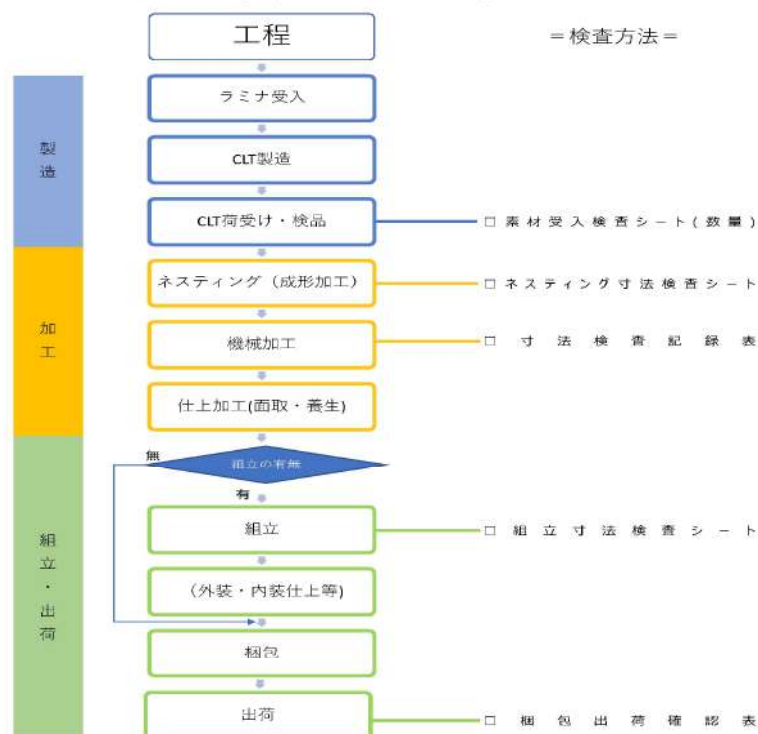 工程
＝検査方法＝
製造
ラミナ受入
CLT製造
CLT荷受け・検品
□ 素材受入検査シート(数量)
加工
ネスティング（成形加工）
□ ネスティング寸法検査シート
機械加工
□ 寸法検査記録表
仕上加工(面取・養生)
組立・出荷
無
組立の有無
有
組立
□ 組立寸法検査シート
（外装・内装仕上等)
梱包
出荷
□ 梱包出荷確認表